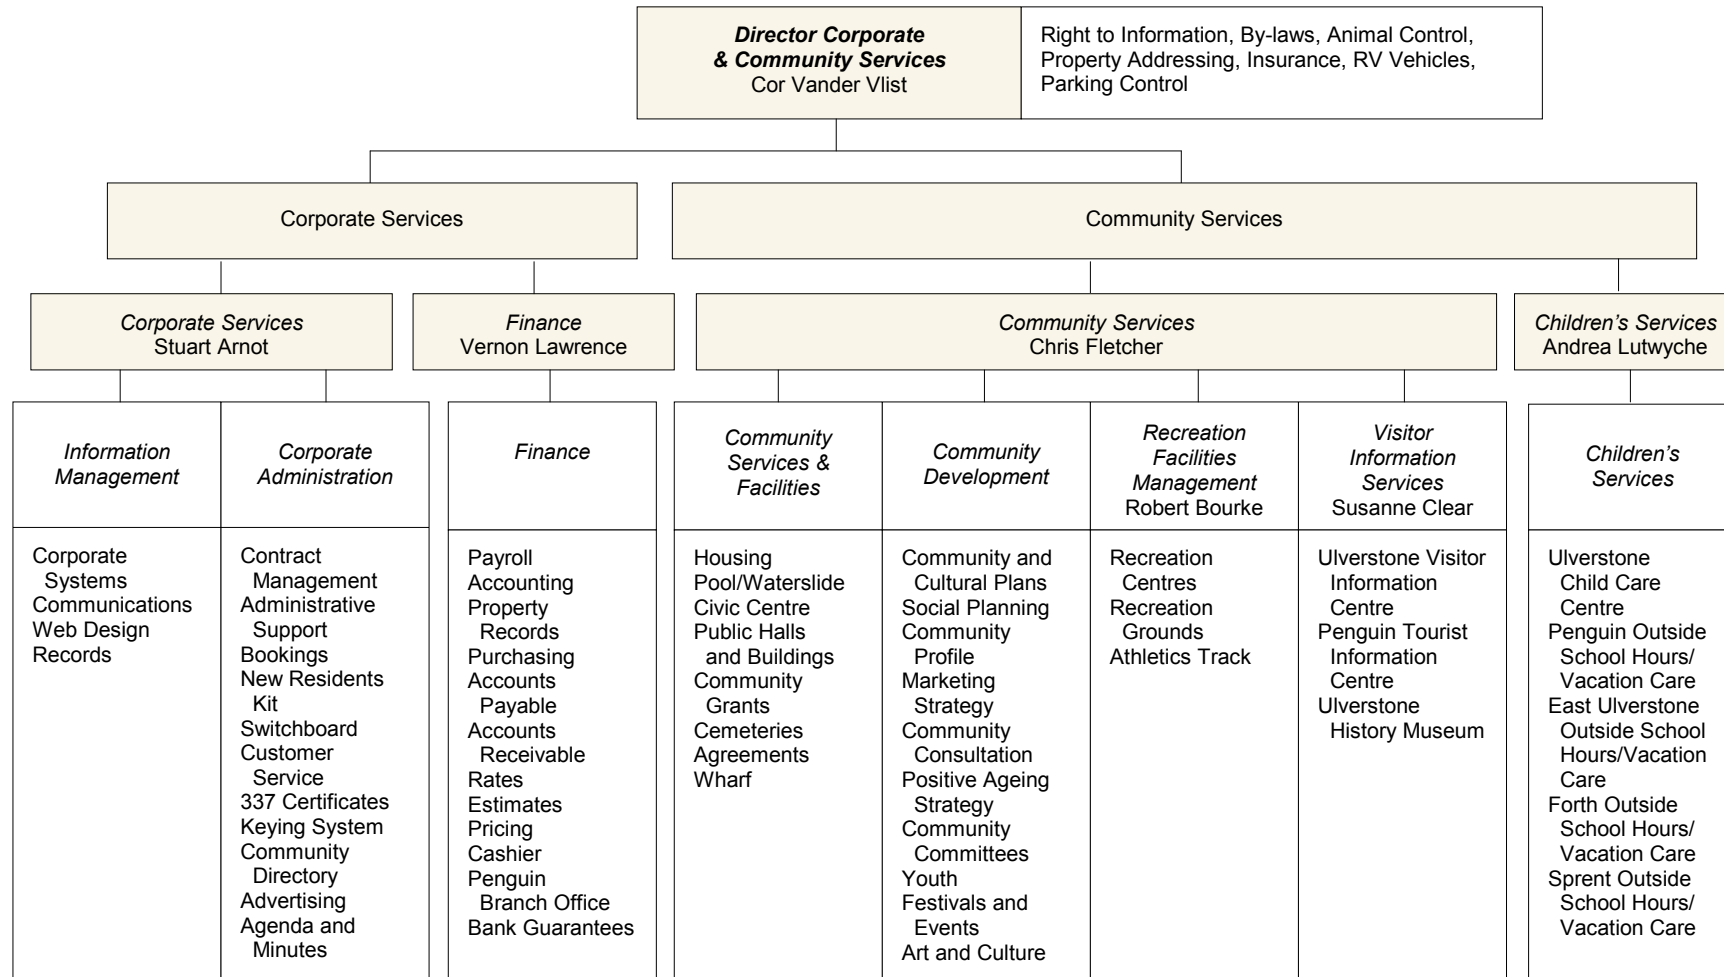 Director Corporate
& Community Services
Cor Vander Vlist
Right to Information, By-laws, Animal Control,
Property Addressing, Insurance, RV Vehicles,
Parking Control
Corporate Services
Community Services
Corporate Services
Stuart Arnot
Finance
Vernon Lawrence
Community Services
Chris Fletcher
Children’s Services
Andrea Lutwyche
Information
Management
Corporate
Systems
Communications
Web Design
Records
Corporate
Administration
Contract
Management
Administrative
Support
Bookings
New Residents
Kit
Switchboard
Customer
Service
337 Certificates
Keying System
Community
Directory
Advertising
Agenda and
Minutes
Finance
Payroll
Accounting
Property
Records
Purchasing
Accounts
Payable
Accounts
Receivable
Rates
Estimates
Pricing
Cashier
Penguin
Branch Office
Bank Guarantees
Community
Services &
Facilities
Housing
Pool/Waterslide
Civic Centre
Public Halls
and Buildings
Community
Grants
Cemeteries
Agreements
Wharf
Community
Development
Community and
Cultural Plans
Social Planning
Community
Profile
Marketing
Strategy
Community
Consultation
Positive Ageing
Strategy
Community
Committees
Youth
Festivals and
Events
Art and Culture
Recreation
Facilities
Management
Robert Bourke
Recreation
Centres
Recreation
Grounds
Athletics Track
Visitor
Information
Services
Susanne Clear
Ulverstone Visitor
Information
Centre
Penguin Tourist
Information
Centre
Ulverstone
History Museum
Children’s
Services
Ulverstone
Child Care
Centre
Penguin Outside
School Hours/
Vacation Care
East Ulverstone
Outside School
Hours/Vacation
Care
Forth Outside
School Hours/
Vacation Care
Sprent Outside
School Hours/
Vacation Care